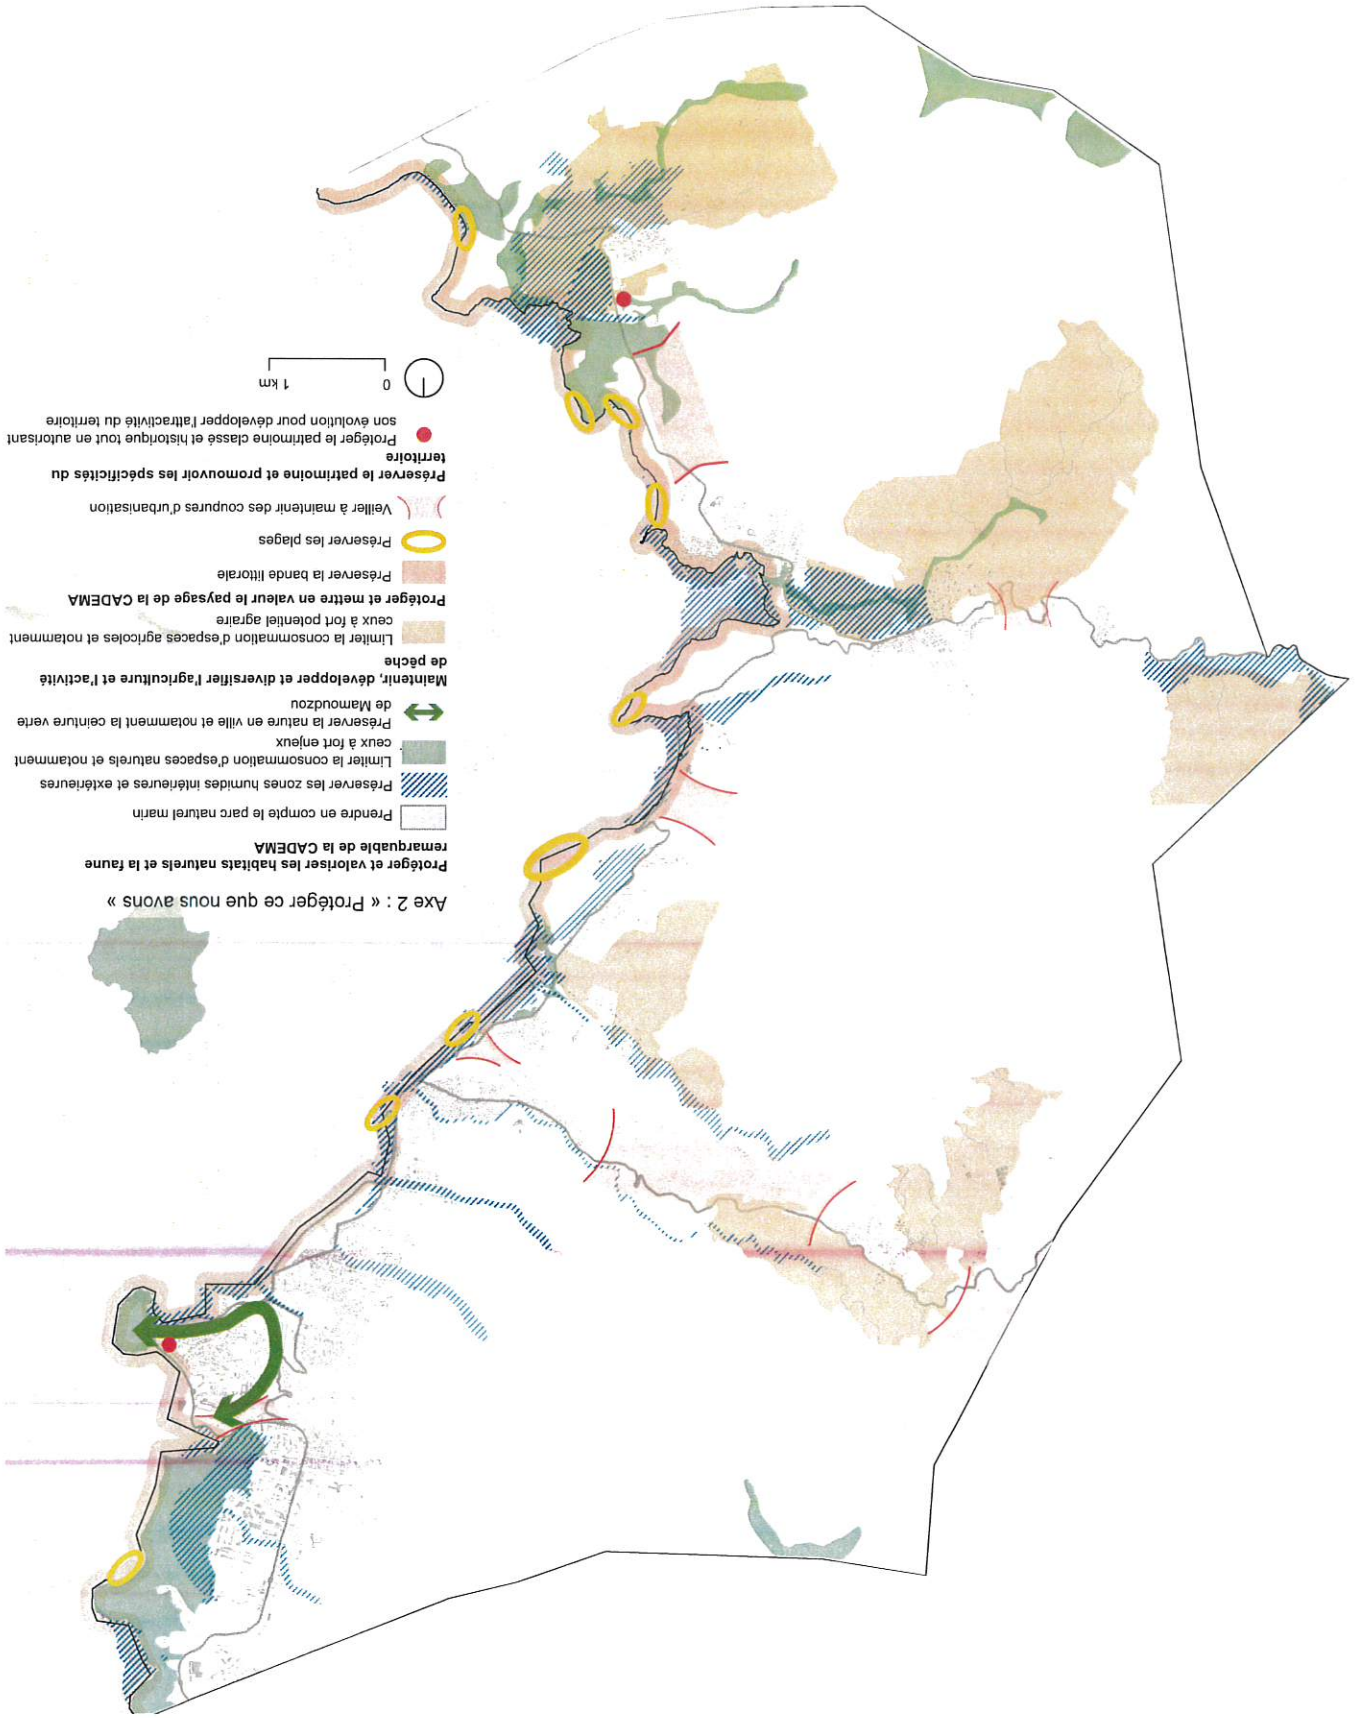 Axe 2 : « Protéger ce que nous avons »
Protéger et valoriser les habitats naturels et la faune
remarquable de la CADEMA
Prendre en compte le parc naturel marin
Préserver les zones humides intérieures et extérieures
Limiter la consommation d'espaces naturels et notamment
ceux à fort enjeux
Préserver la nature en ville et notamment la ceinture verte
de Mamoudzou
Maintenir, développer et diversifier l'agriculture et l'activité
de pêche
Limiter la consommation d'espaces agricoles et notamment
ceux à fort potentiel agraire
Protéger et mettre en valeur le paysage de la CADEMA
Préserver la bande littorale
Préserver les plages
Veiller à maintenir des coupures d'urbanisation
Préserver le patrimoine et promouvoir les spécificités du
territoire
Protéger le patrimoine classé et historique tout en autorisant
son évolution pour développer l'attractivité du territoire
0 1 km